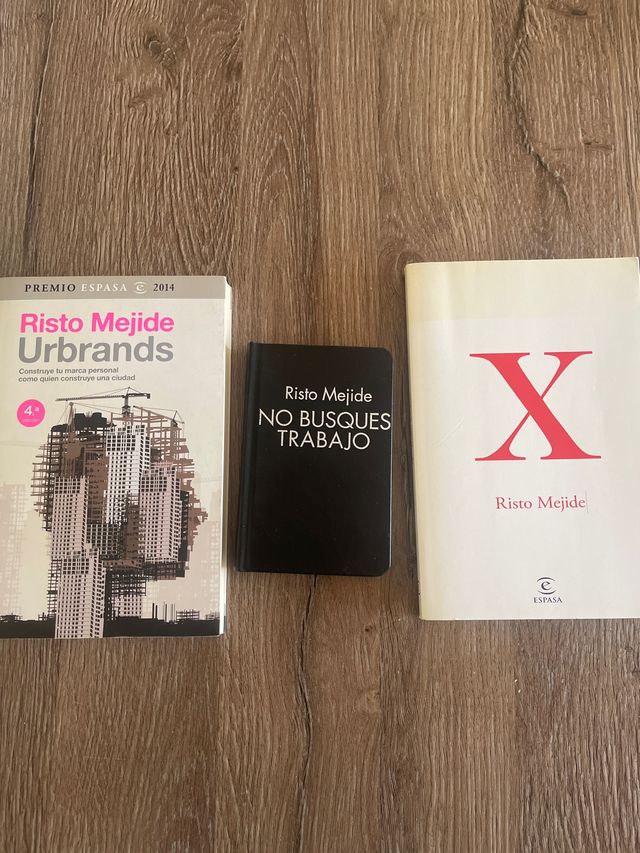 PREMIO ESPASA 2014
Risto Mejide
Urbrands
Construye tu marca personal
como quien construye una ciudad
4.ª
Risto Mejide
NO BUSQUES
TRABAJO
X
Risto Mejide
ESPASA